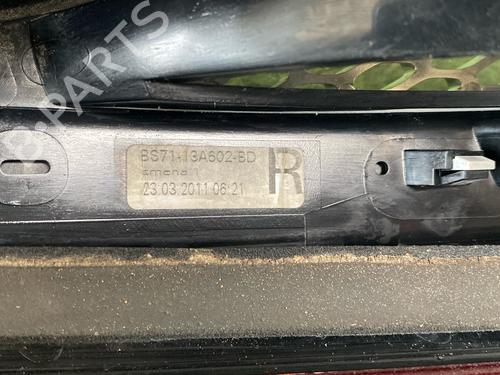 BS71-13A602-BD
smena 1
23.03.2011 06:21
R
B-PARTS